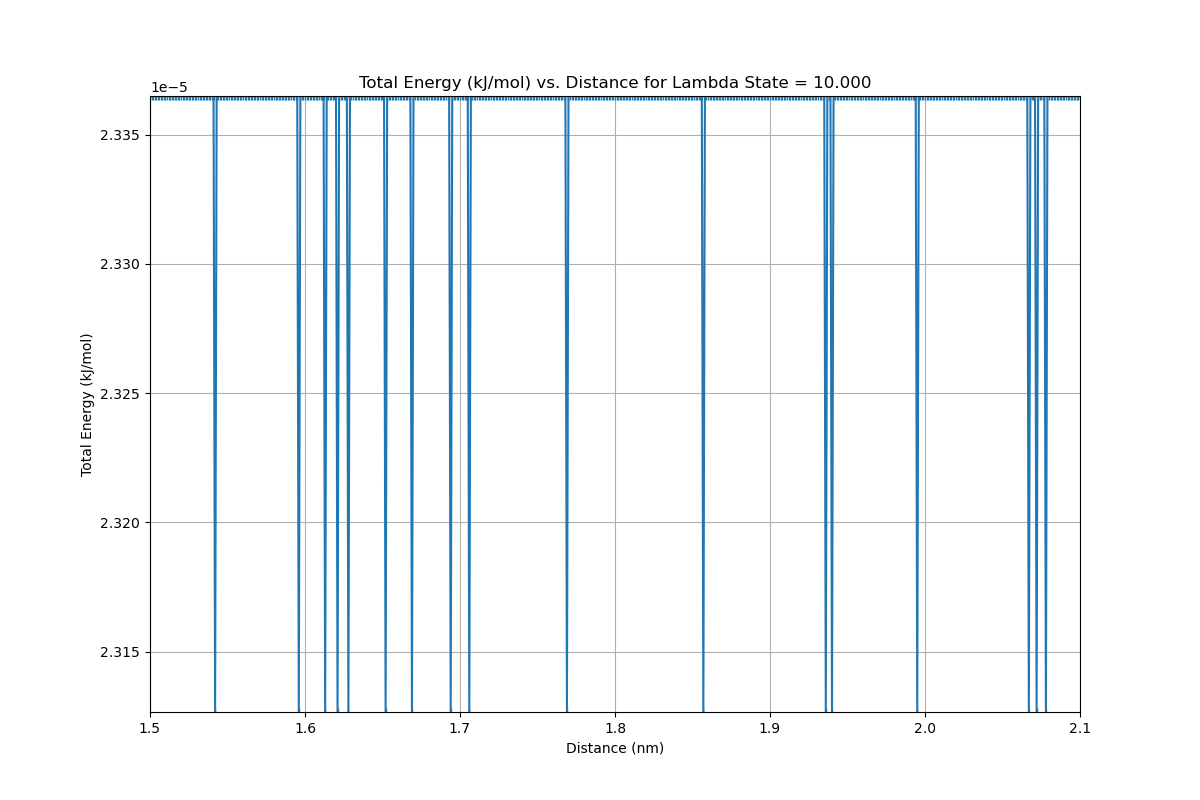 Total Energy (kJ/mol) vs. Distance for Lambda State = 10.000
1e−5
2.335
2.330
2.325
2.320
2.315
Total Energy (kJ/mol)
1.5 1.6 1.7 1.8 1.9 2.0 2.1
Distance (nm)